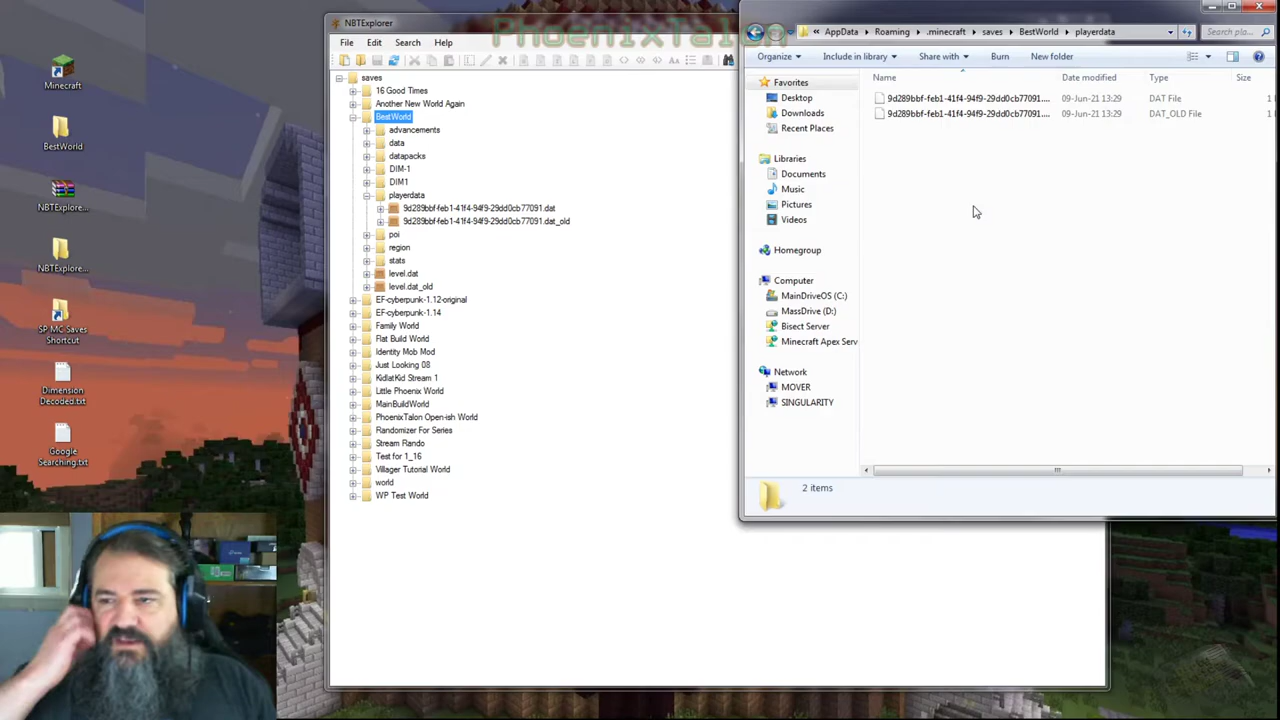 Minecraft
BestWorld
NBTExplore...
NBTExplore...
SP MC Saves
Shortcut
Dimension
Decoded.txt
Google
Searching.txt
NBTExplorer
PhoenixTalon
File Edit Search Help
saves
16 Good Times
Another New World Again
BestWorld
advancements
data
datapacks
DIM-1
DIM1
playerdata
9d289bbf-feb1-41f4-94f9-29dd0cb77091.dat
9d289bbf-feb1-41f4-94f9-29dd0cb77091.dat_old
poi
region
stats
level.dat
level.dat_old
EF-cyberpunk-1.12-original
EF-cyberpunk-1.14
Family World
Flat Build World
Identity Mob Mod
Just Looking 08
KidlatKid Stream 1
Little Phoenix World
MainBuildWorld
PhoenixTalon Open-ish World
Randomizer For Series
Stream Rando
Test for 1_16
Villager Tutorial World
world
WP Test World
« AppData ▸ Roaming ▸ .minecraft ▸ saves ▸ BestWorld ▸ playerdata
Search pla...
Organize Include in library Share with Burn New folder
Favorites
Desktop
Downloads
Recent Places
Libraries
Documents
Music
Pictures
Videos
Homegroup
Computer
MainDriveOS (C:)
MassDrive (D:)
Bisect Server
Minecraft Apex Serv
Network
MOVER
SINGULARITY
Name Date modified Type Size
9d289bbf-feb1-41f4-94f9-29dd0cb77091.... 09-Jun-21 13:29 DAT File 1
9d289bbf-feb1-41f4-94f9-29dd0cb77091.... 09-Jun-21 13:29 DAT_OLD File 1
2 items